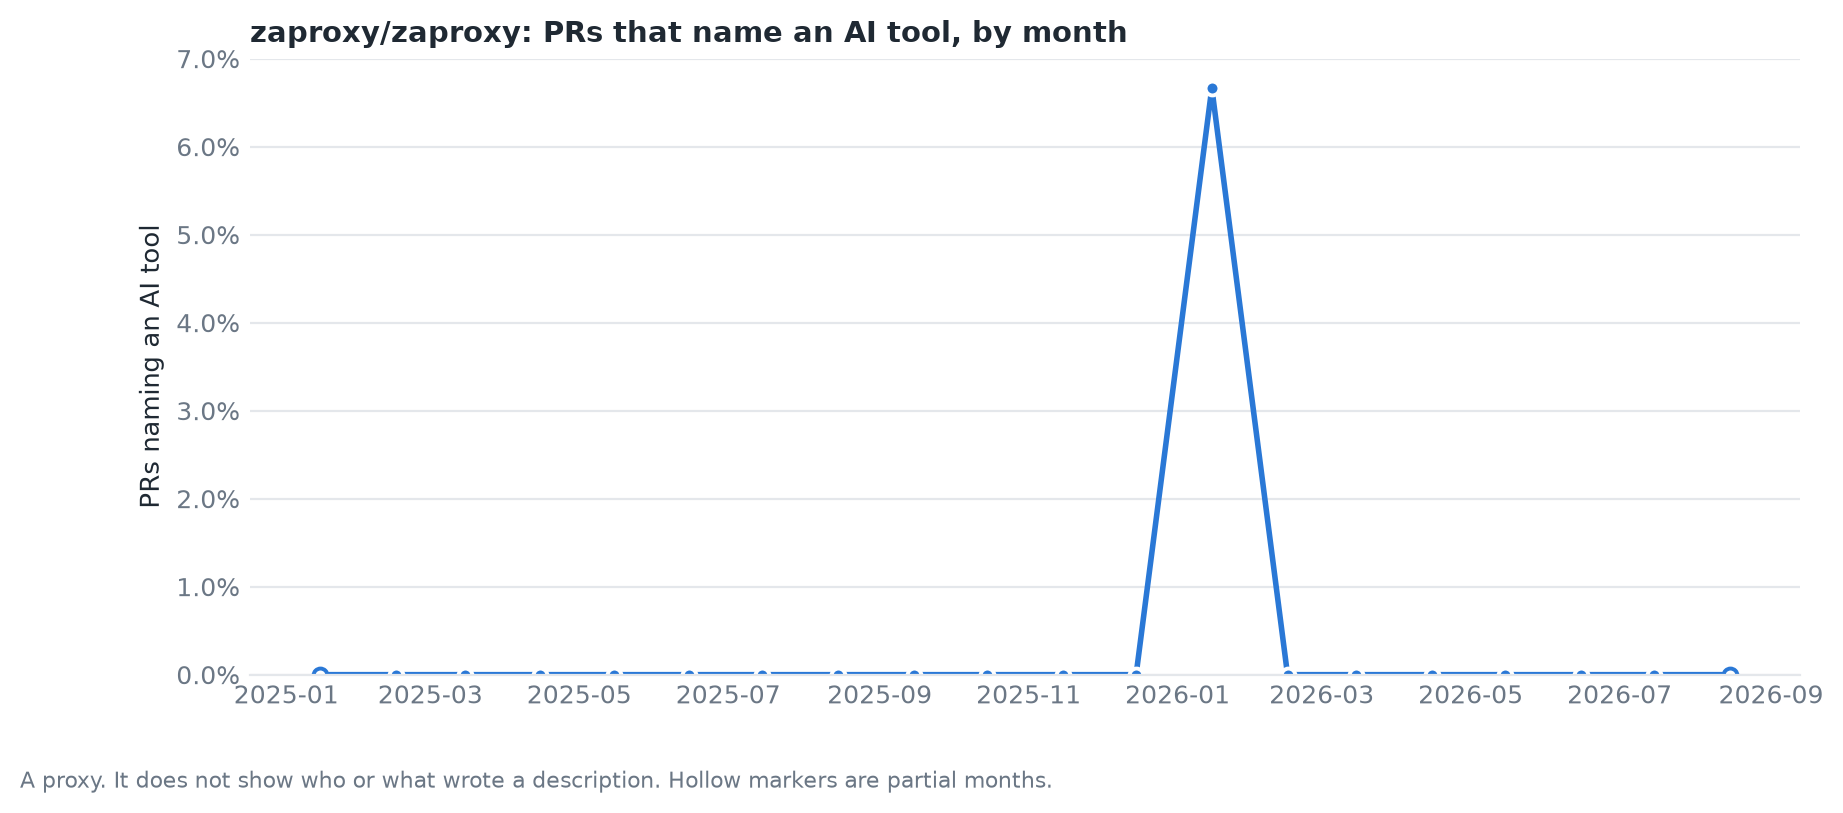 zaproxy/zaproxy: PRs that name an AI tool, by month
7.0%
6.0%
5.0%
4.0%
3.0%
2.0%
1.0%
0.0%
PRs naming an AI tool
2025-01 2025-03 2025-05 2025-07 2025-09 2025-11 2026-01 2026-03 2026-05 2026-07 2026-09
A proxy. It does not show who or what wrote a description. Hollow markers are partial months.